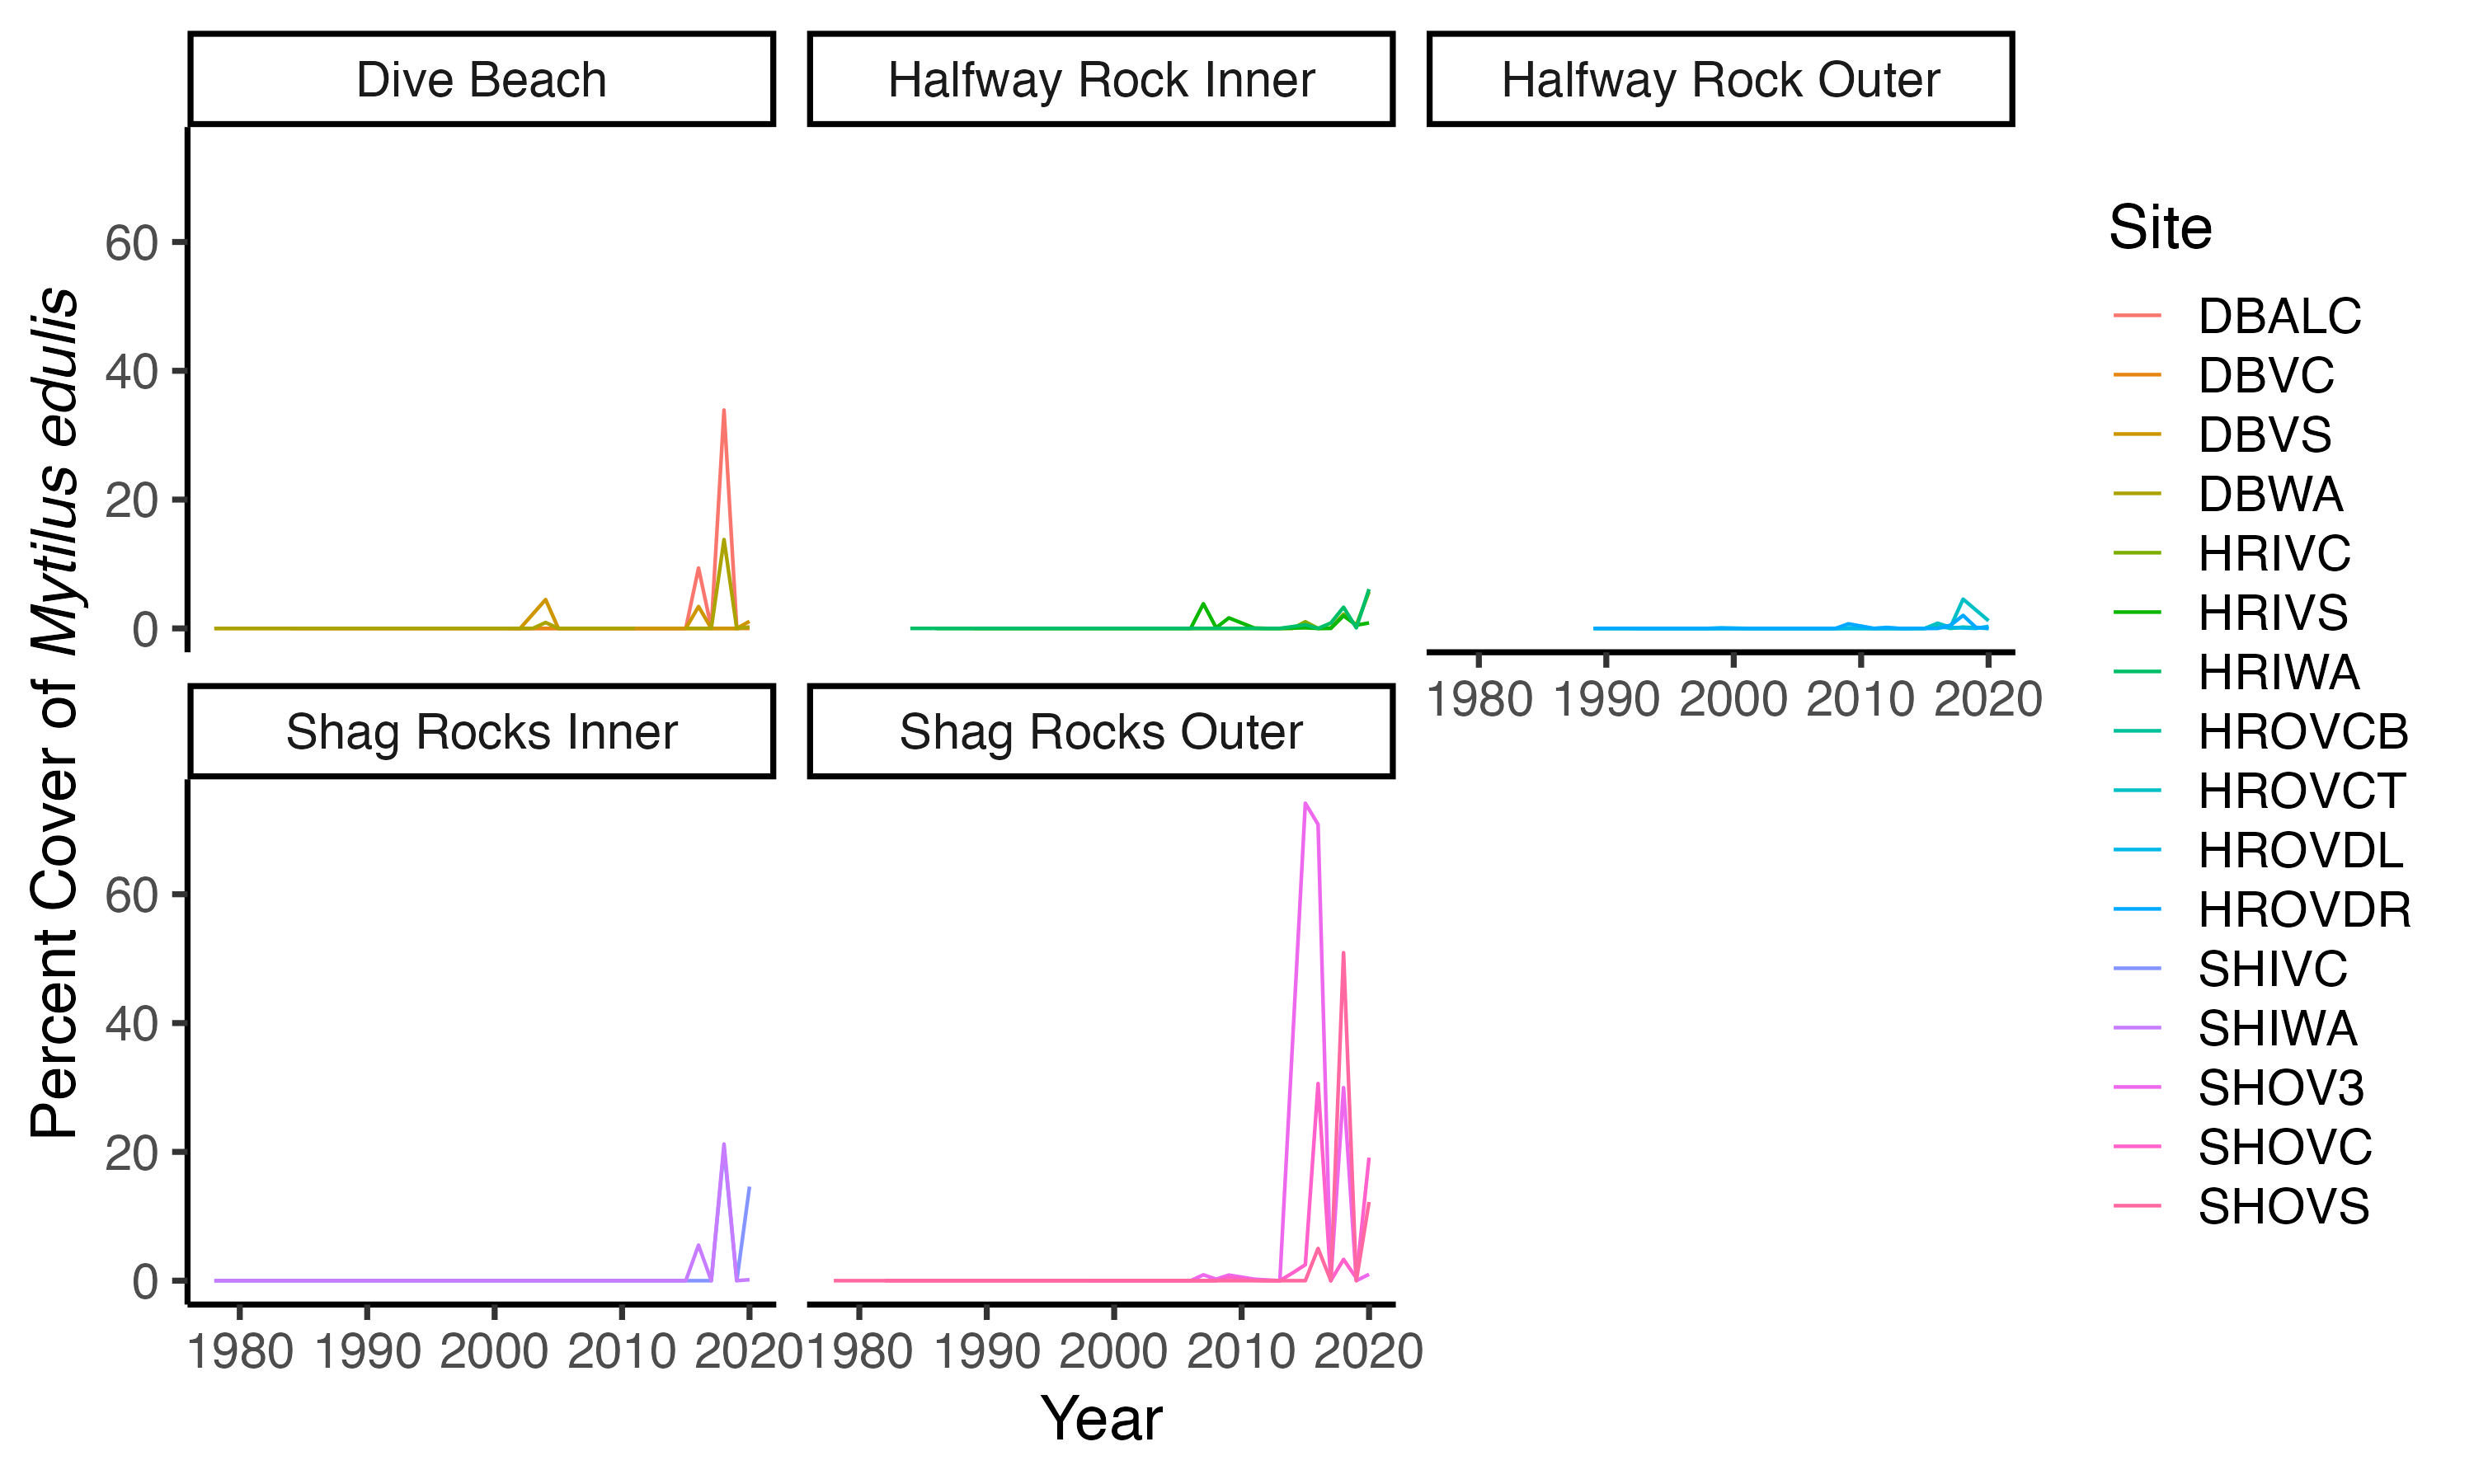 Dive Beach
Halfway Rock Inner
Halfway Rock Outer
Percent Cover of Mytilus edulis
60
40
20
0
1980 1990 2000 2010 2020
Shag Rocks Inner
Shag Rocks Outer
60
40
20
0
1980 1990 2000 2010 2020
1980 1990 2000 2010 2020
Year
Site
DBALC
DBVC
DBVS
DBWA
HRIVC
HRIVS
HRIWA
HROVCB
HROVCT
HROVDL
HROVDR
SHIVC
SHIWA
SHOV3
SHOVC
SHOVS